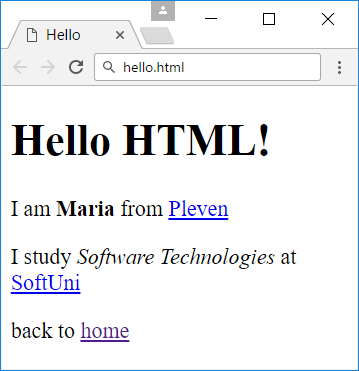 Hello
hello.html
Hello HTML!
I am Maria from Pleven
I study Software Technologies at
SoftUni
back to home